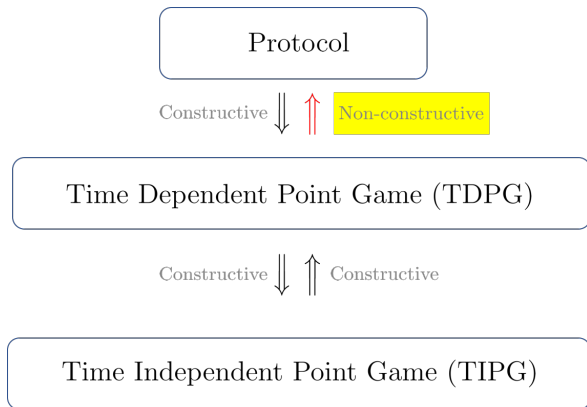 Protocol
Constructive
Non-constructive
Time Dependent Point Game (TDPG)
Constructive
Constructive
Time Independent Point Game (TIPG)